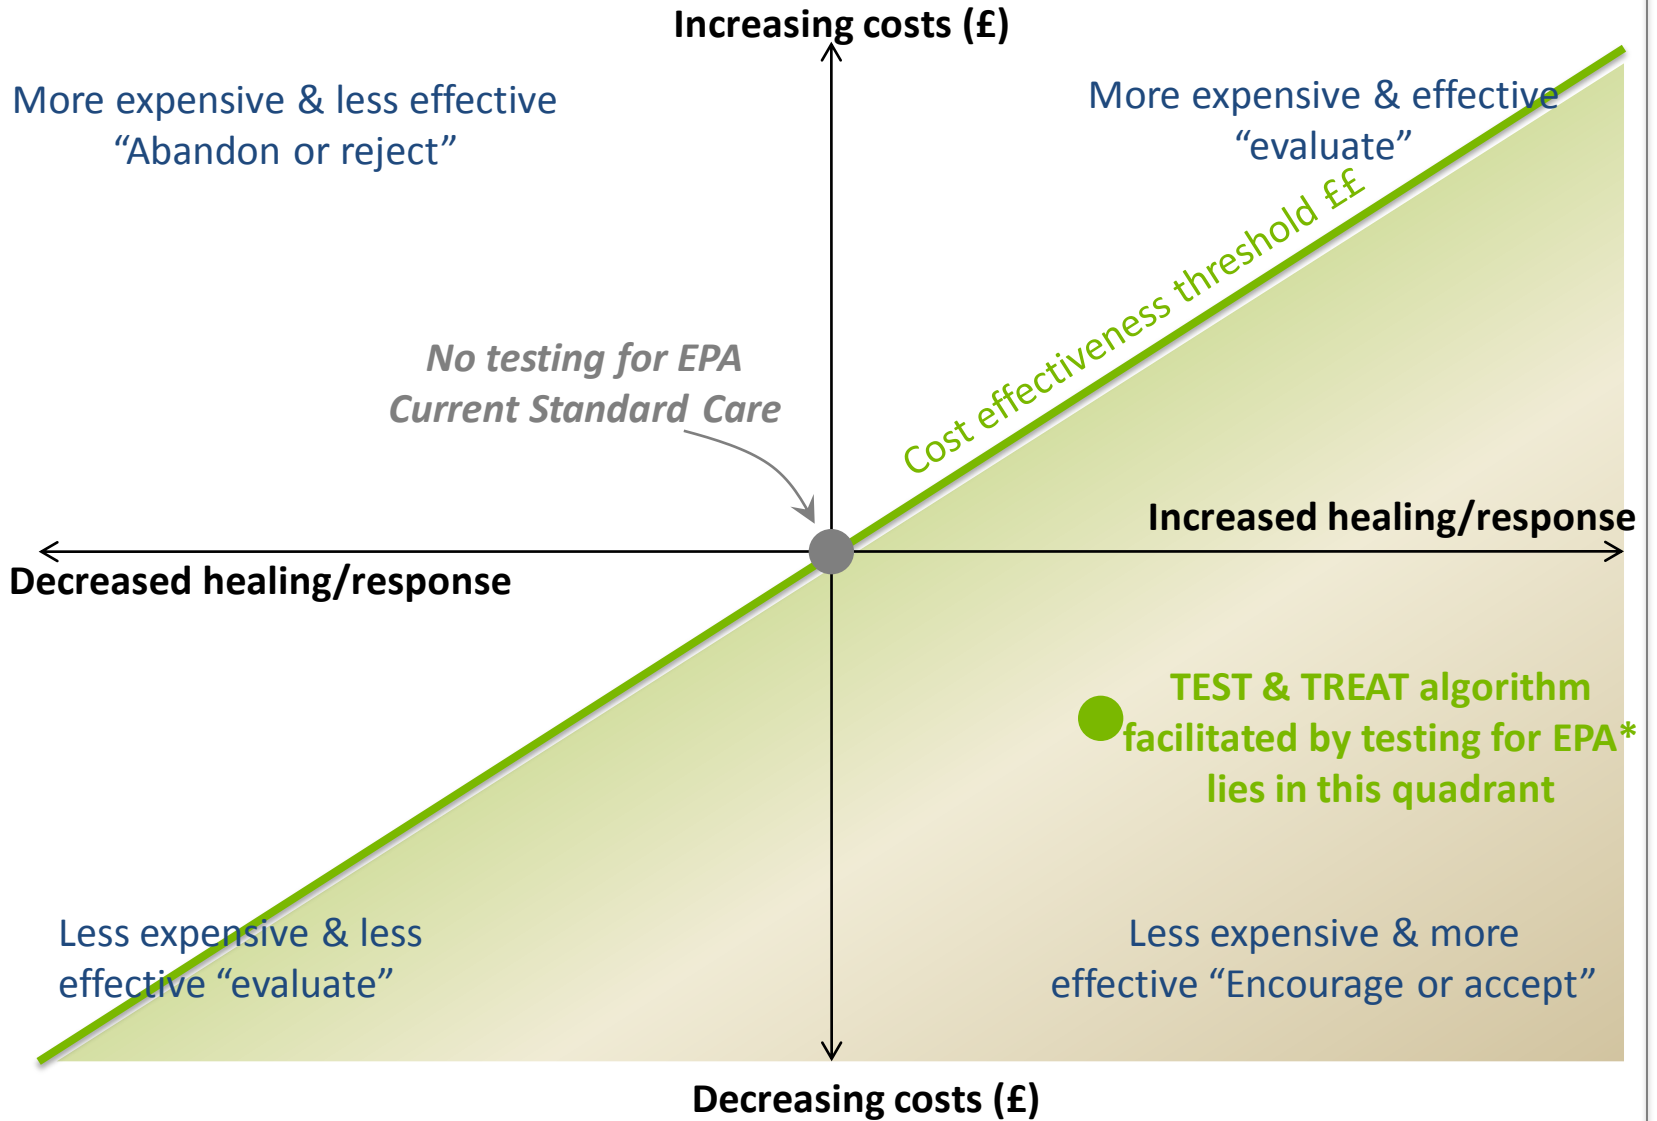 Increasing costs (£)
More expensive & less effective
“Abandon or reject”
More expensive & effective
“evaluate”
Cost effectiveness threshold ££
No testing for EPA
Current Standard Care
Increased healing/response
Decreased healing/response
TEST & TREAT algorithm
facilitated by testing for EPA*
lies in this quadrant
Less expensive & less
effective “evaluate”
Less expensive & more
effective “Encourage or accept”
Decreasing costs (£)